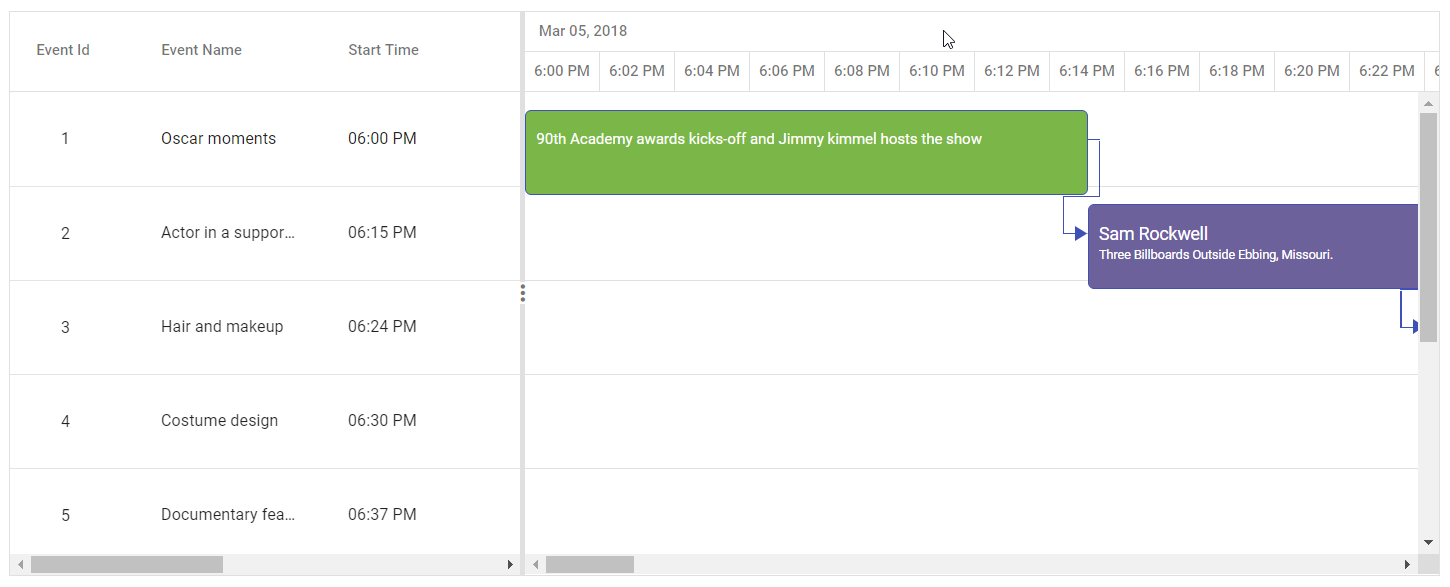 Event Id Event Name Start Time
Mar 05, 2018
6:00 PM 6:02 PM 6:04 PM 6:06 PM 6:08 PM 6:10 PM 6:12 PM 6:14 PM 6:16 PM 6:18 PM 6:20 PM 6:22 PM
1 Oscar moments 06:00 PM
90th Academy awards kicks-off and Jimmy kimmel hosts the show
2 Actor in a suppor... 06:15 PM
Sam Rockwell
Three Billboards Outside Ebbing, Missouri.
3 Hair and makeup 06:24 PM
4 Costume design 06:30 PM
5 Documentary fea... 06:37 PM